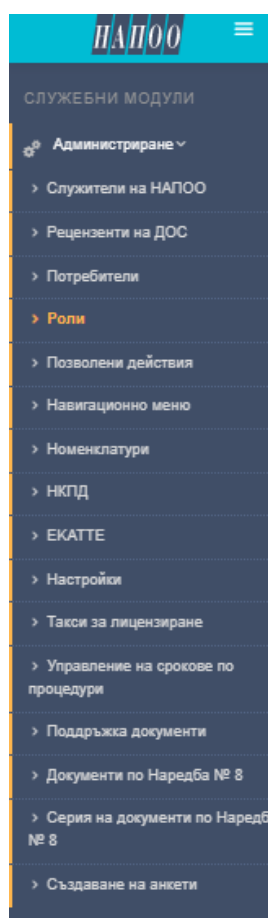 НАПОО
СЛУЖЕБНИ МОДУЛИ
Администриране
Служители на НАПОО
Рецензенти на ДОС
Потребители
Роли
Позволени действия
Навигационно меню
Номенклатури
НКПД
ЕКАТТЕ
Настройки
Такси за лицензиране
Управление на срокове по
процедури
Поддръжка документи
Документи по Наредба № 8
Серия на документи по Наредб
№ 8
Създаване на анкети